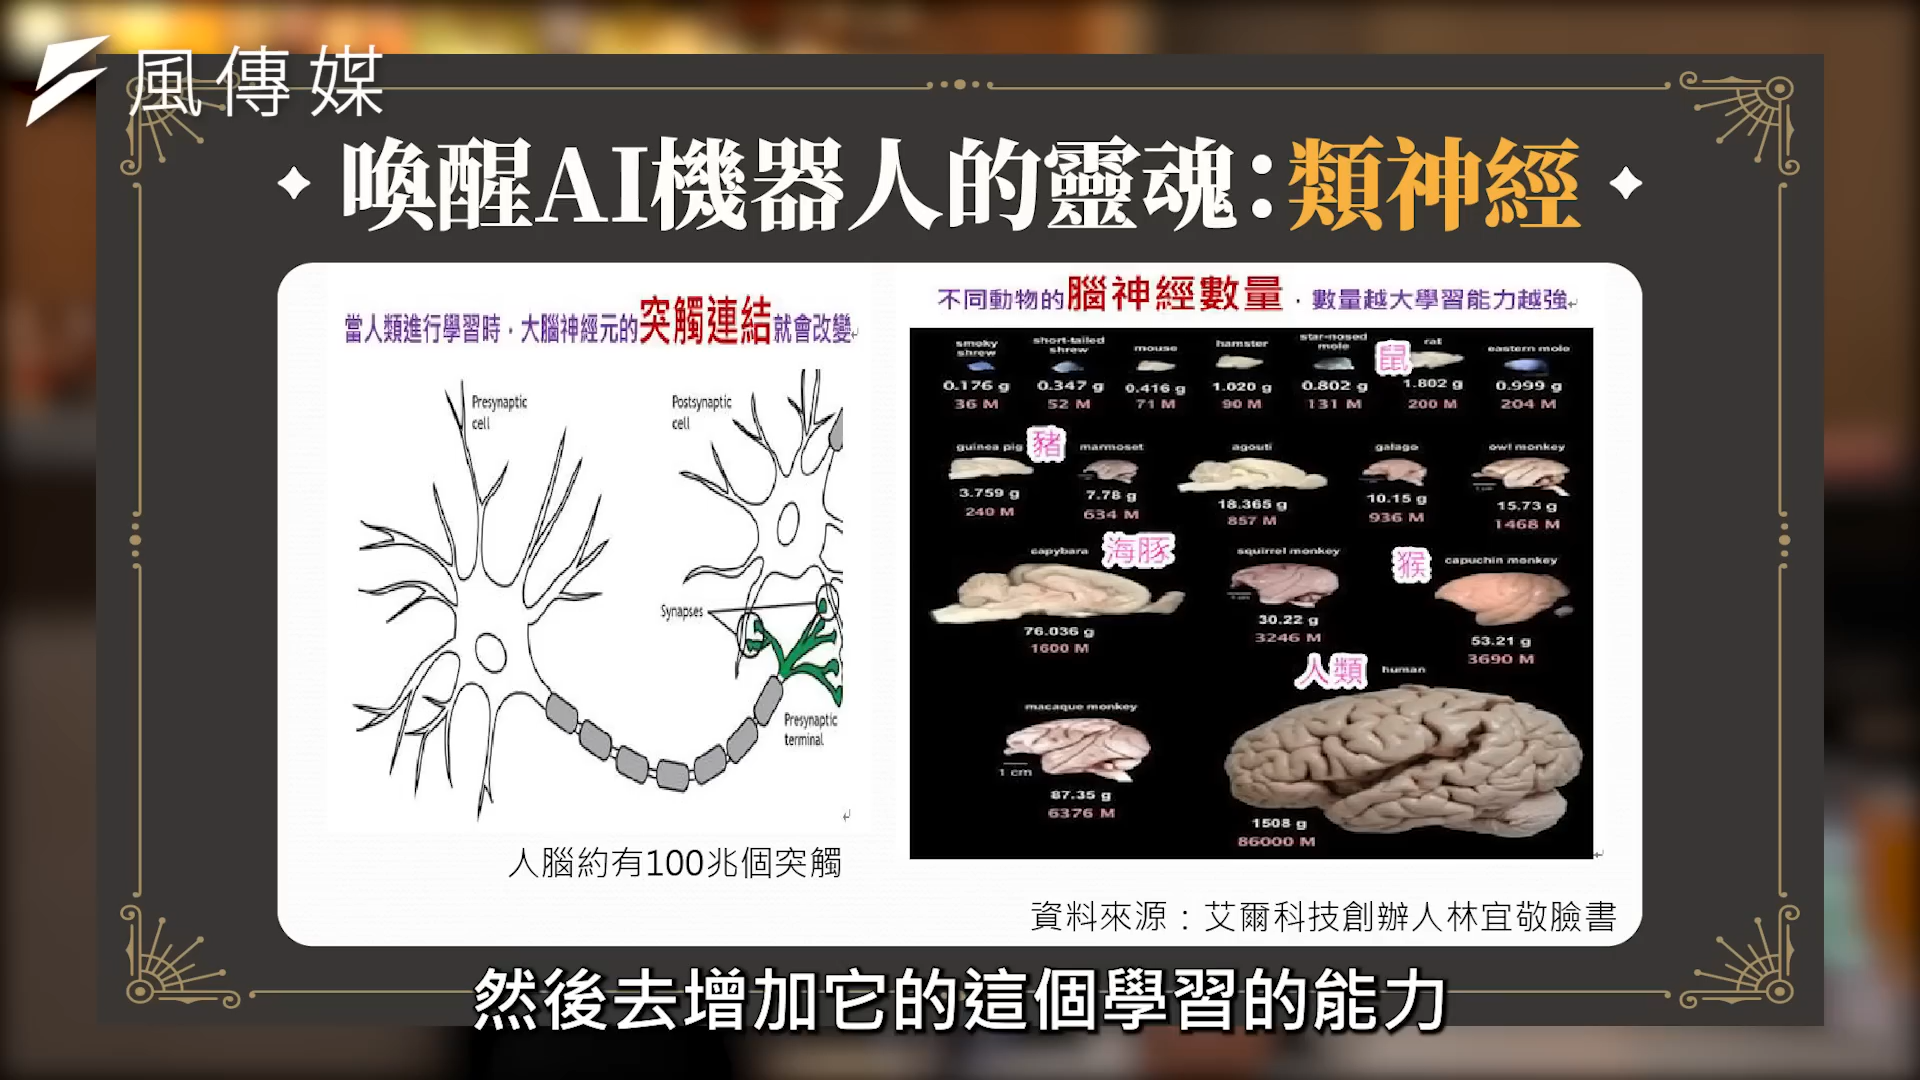 風傳媒
喚醒AI機器人的靈魂:類神經
當人類進行學習時,大腦神經元的突觸連結就會改變
Presynaptic
cell
Postsynaptic
cell
Synapses
Presynaptic
terminal
人腦約有100兆個突觸
不同動物的腦神經數量,數量越大學習能力越強
smoky
shrew
0.176 g
36 M
short-tailed
shrew
0.347 g
52 M
mouse
0.416 g
71 M
hamster
1.020 g
90 M
star-nosed
mole
0.802 g
131 M
鼠
rat
1.802 g
200 M
eastern mole
0.999 g
204 M
guinea pig
豬
3.759 g
240 M
marmoset
7.78 g
634 M
agouti
18.365 g
857 M
galago
10.15 g
936 M
owl monkey
15.73 g
1468 M
capybara
海豚
76.036 g
1600 M
squirrel monkey
30.22 g
3246 M
猴
capuchin monkey
53.21 g
3690 M
macaque monkey
1 cm
87.35 g
6376 M
人類
human
1508 g
86000 M
資料來源:艾爾科技創辦人林宜敬臉書
然後去增加它的這個學習的能力